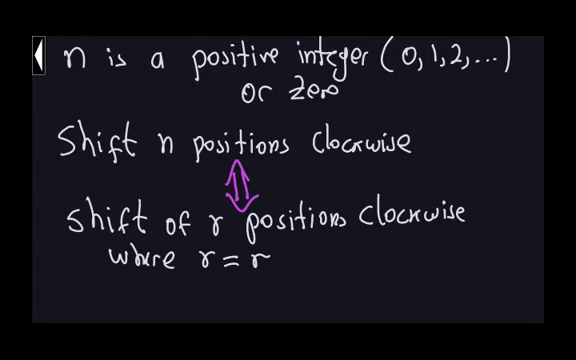 n is a positive integer (0,1,2,...)
or zero
Shift n positions clockwise
shift of r positions clockwise
where r = r